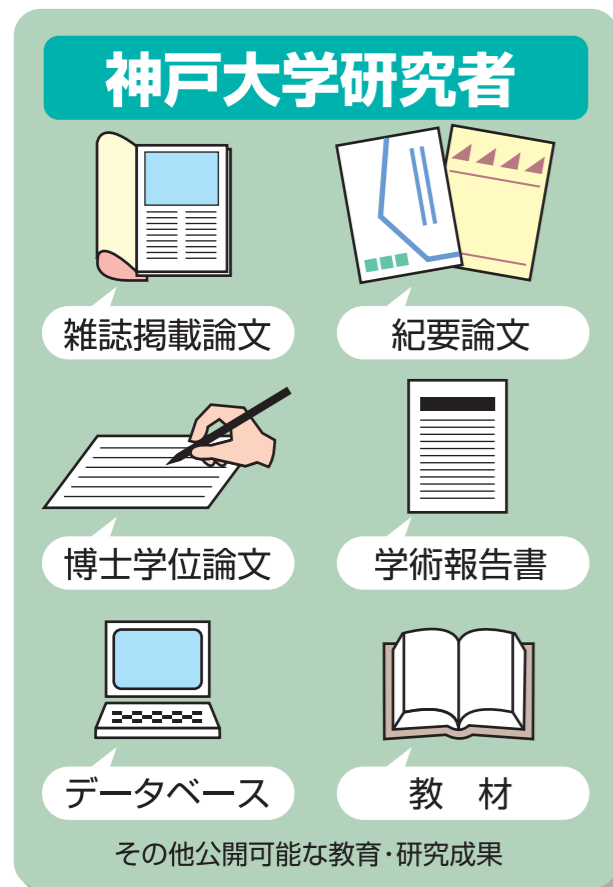 神戸大学研究者
雑誌掲載論文
紀要論文
博士学位論文
学術報告書
データベース
教　材
その他公開可能な教育・研究成果